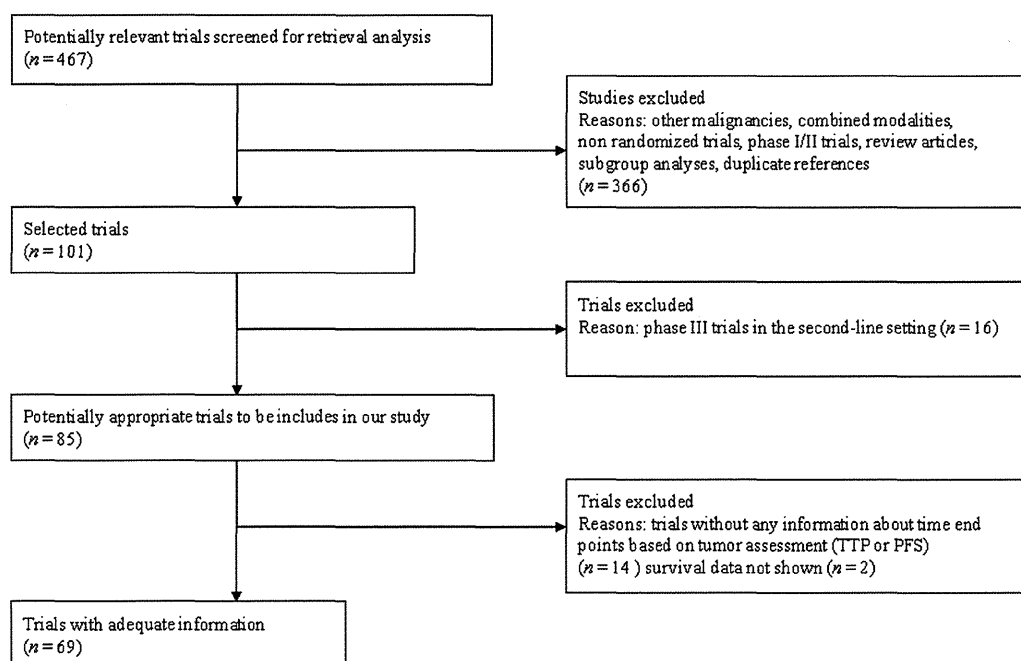 Potentially relevant trials screened for retrieval analysis
(n = 467)
Studies excluded
Reasons: other malignancies, combined modalities,
non randomized trials, phase I/II trials, review articles,
subgroup analyses, duplicate references
(n = 366)
Selected trials
(n = 101)
Trials excluded
Reason: phase III trials in the second-line setting (n = 16)
Potentially appropriate trials to be includes in our study
(n = 85)
Trials excluded
Reasons: trials without any information about time end
points based on tumor assessment (TTP or PFS)
(n = 14 ) survival data not shown (n = 2)
Trials with adequate information
(n = 69)